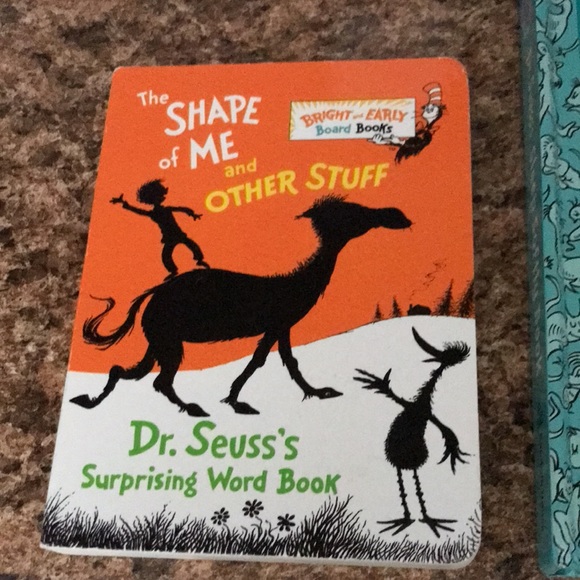 The
SHAPE
of ME
and
OTHER STUFF
BRIGHT and EARLY
Board Books
Dr. Seuss's
Surprising Word Book